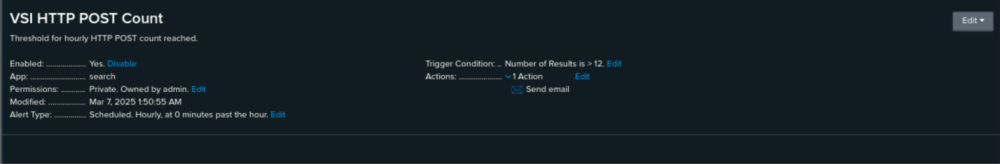 VSI HTTP POST Count
Edit
Threshold for hourly HTTP POST count reached.
Enabled: ..................... Yes. Disable
App: ............................. search
Permissions: ............. Private. Owned by admin. Edit
Modified: .................... Mar 7, 2025 1:50:55 AM
Alert Type: ................. Scheduled. Hourly, at 0 minutes past the hour. Edit
Trigger Condition: .. Number of Results is > 12. Edit
Actions: ....................... 1 Action Edit
Send email